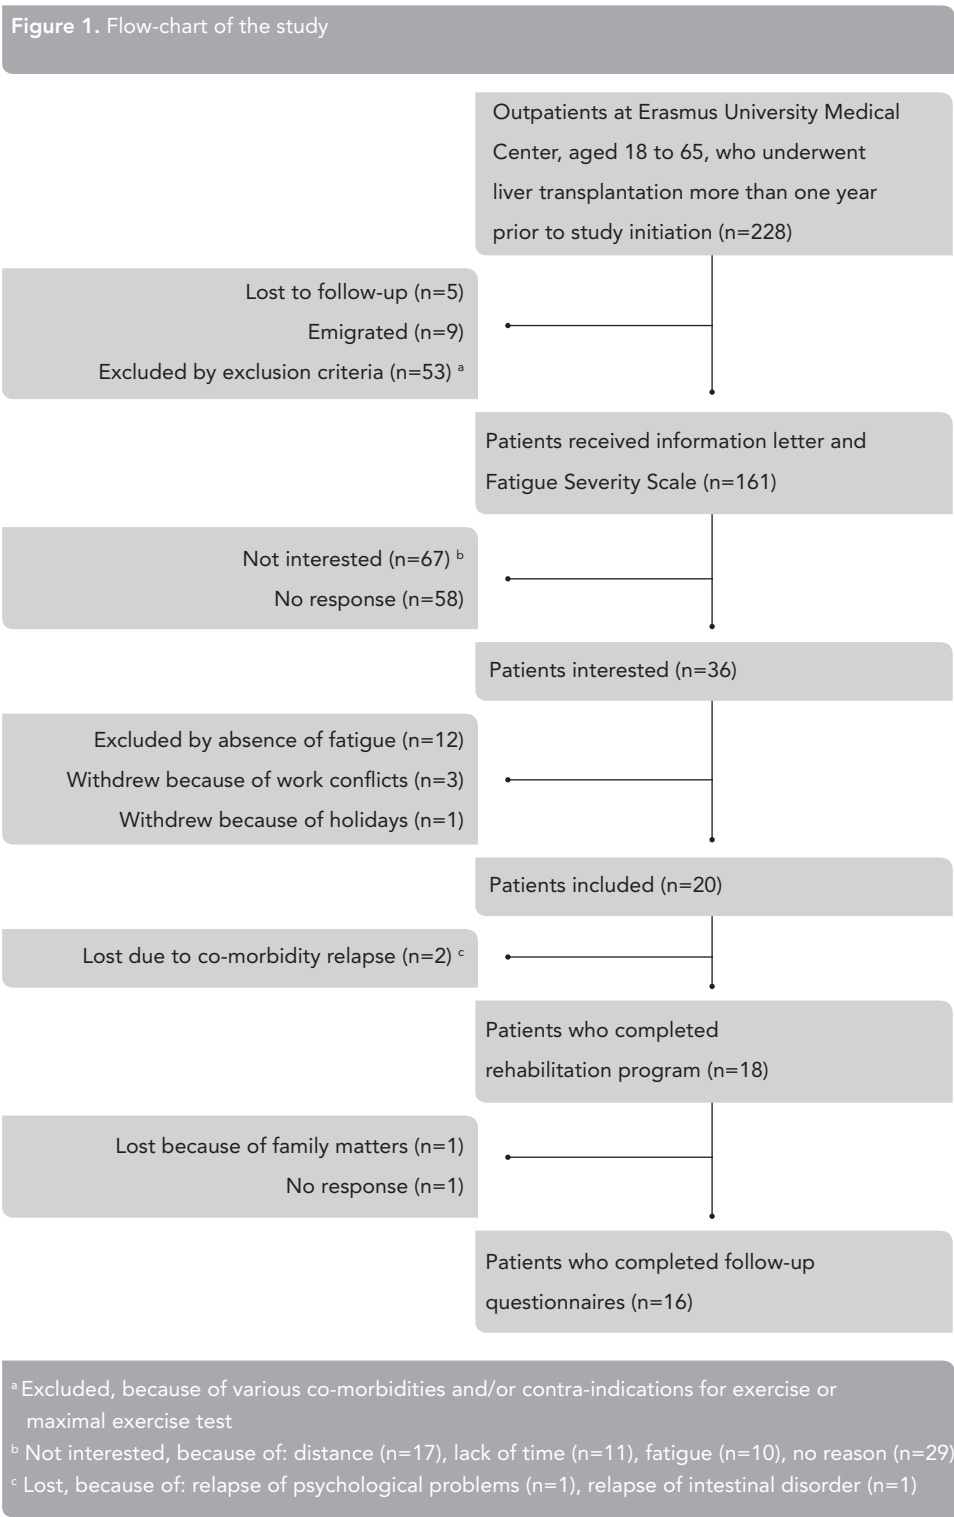 Figure 1. Flow-chart of the study
Outpatients at Erasmus University Medical
Center, aged 18 to 65, who underwent
liver transplantation more than one year
prior to study initiation (n=228)
Lost to follow-up (n=5)
Emigrated (n=9)
Excluded by exclusion criteria (n=53) a
Patients received information letter and
Fatigue Severity Scale (n=161)
Not interested (n=67) b
No response (n=58)
Patients interested (n=36)
Excluded by absence of fatigue (n=12)
Withdrew because of work conflicts (n=3)
Withdrew because of holidays (n=1)
Patients included (n=20)
Lost due to co-morbidity relapse (n=2) c
Patients who completed
rehabilitation program (n=18)
Lost because of family matters (n=1)
No response (n=1)
Patients who completed follow-up
questionnaires (n=16)
a Excluded, because of various co-morbidities and/or contra-indications for exercise or
maximal exercise test
b Not interested, because of: distance (n=17), lack of time (n=11), fatigue (n=10), no reason (n=29)
c Lost, because of: relapse of psychological problems (n=1), relapse of intestinal disorder (n=1)